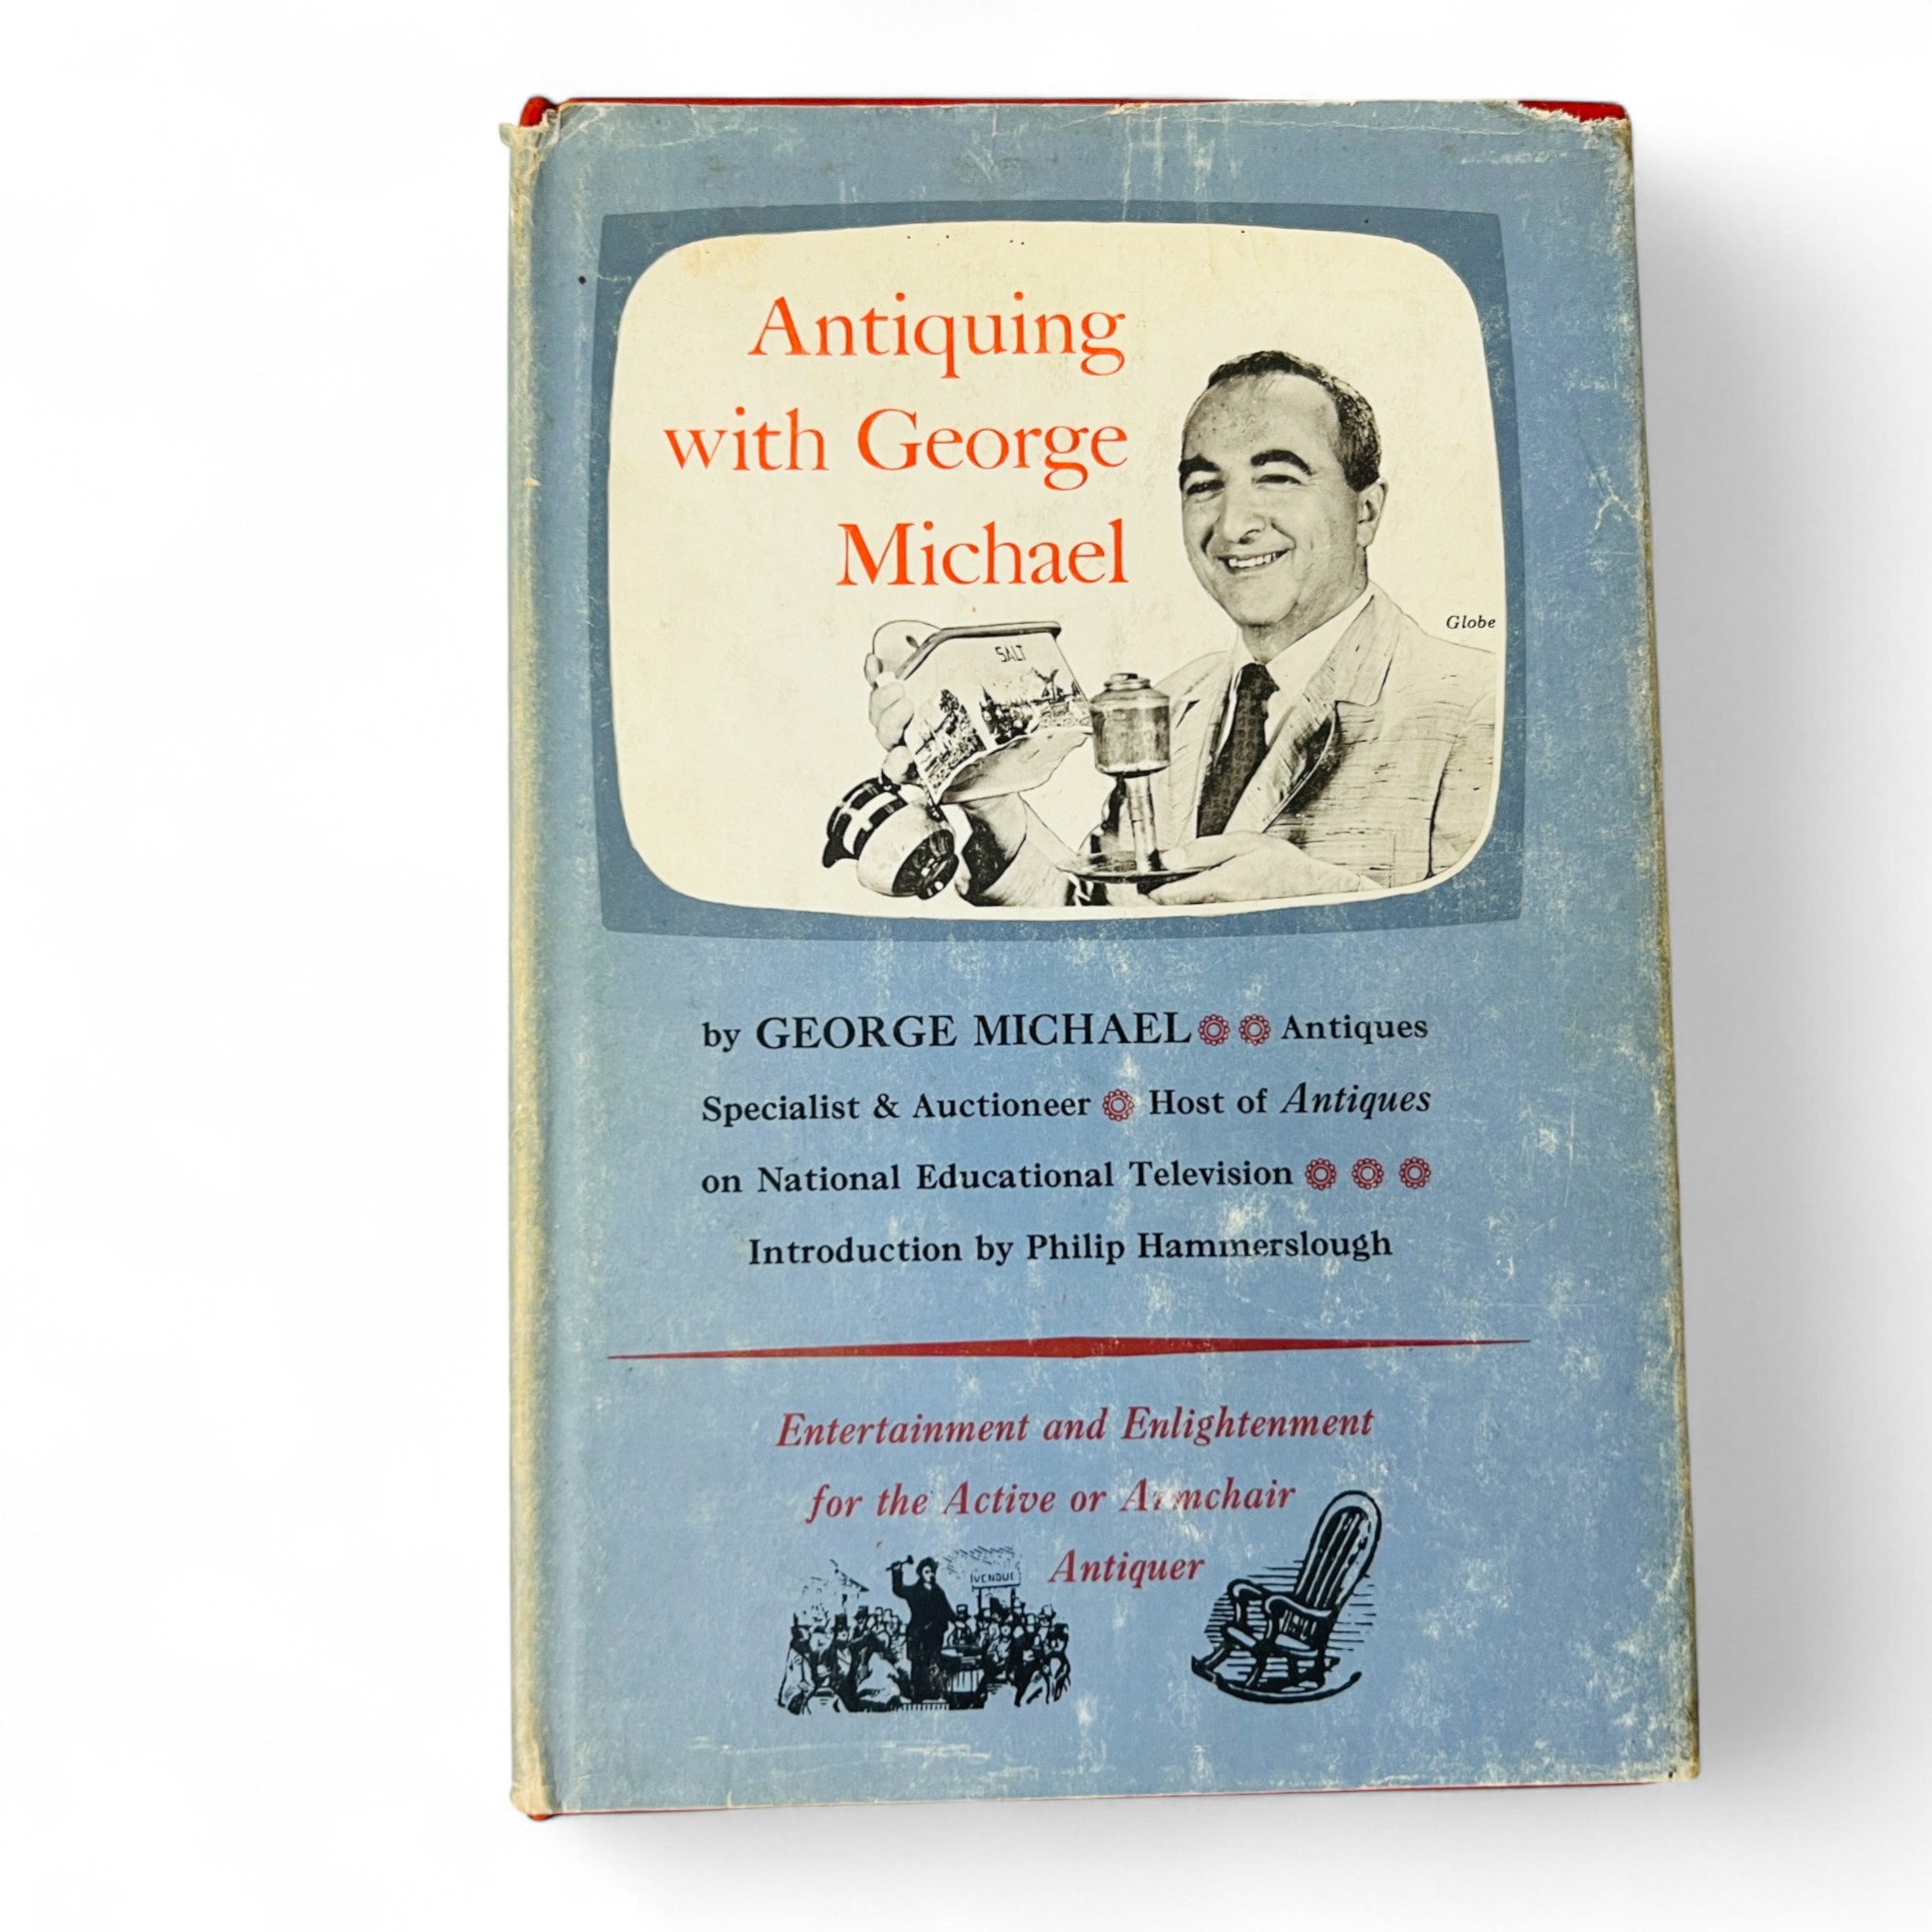 Antiquing
with George
Michael
Globe
SALT
by GEORGE MICHAEL Antiques
Specialist & Auctioneer Host of Antiques
on National Educational Television
Introduction by Philip Hammerslough
Entertainment and Enlightenment
for the Active or Armchair
Antiquer
VENDUE